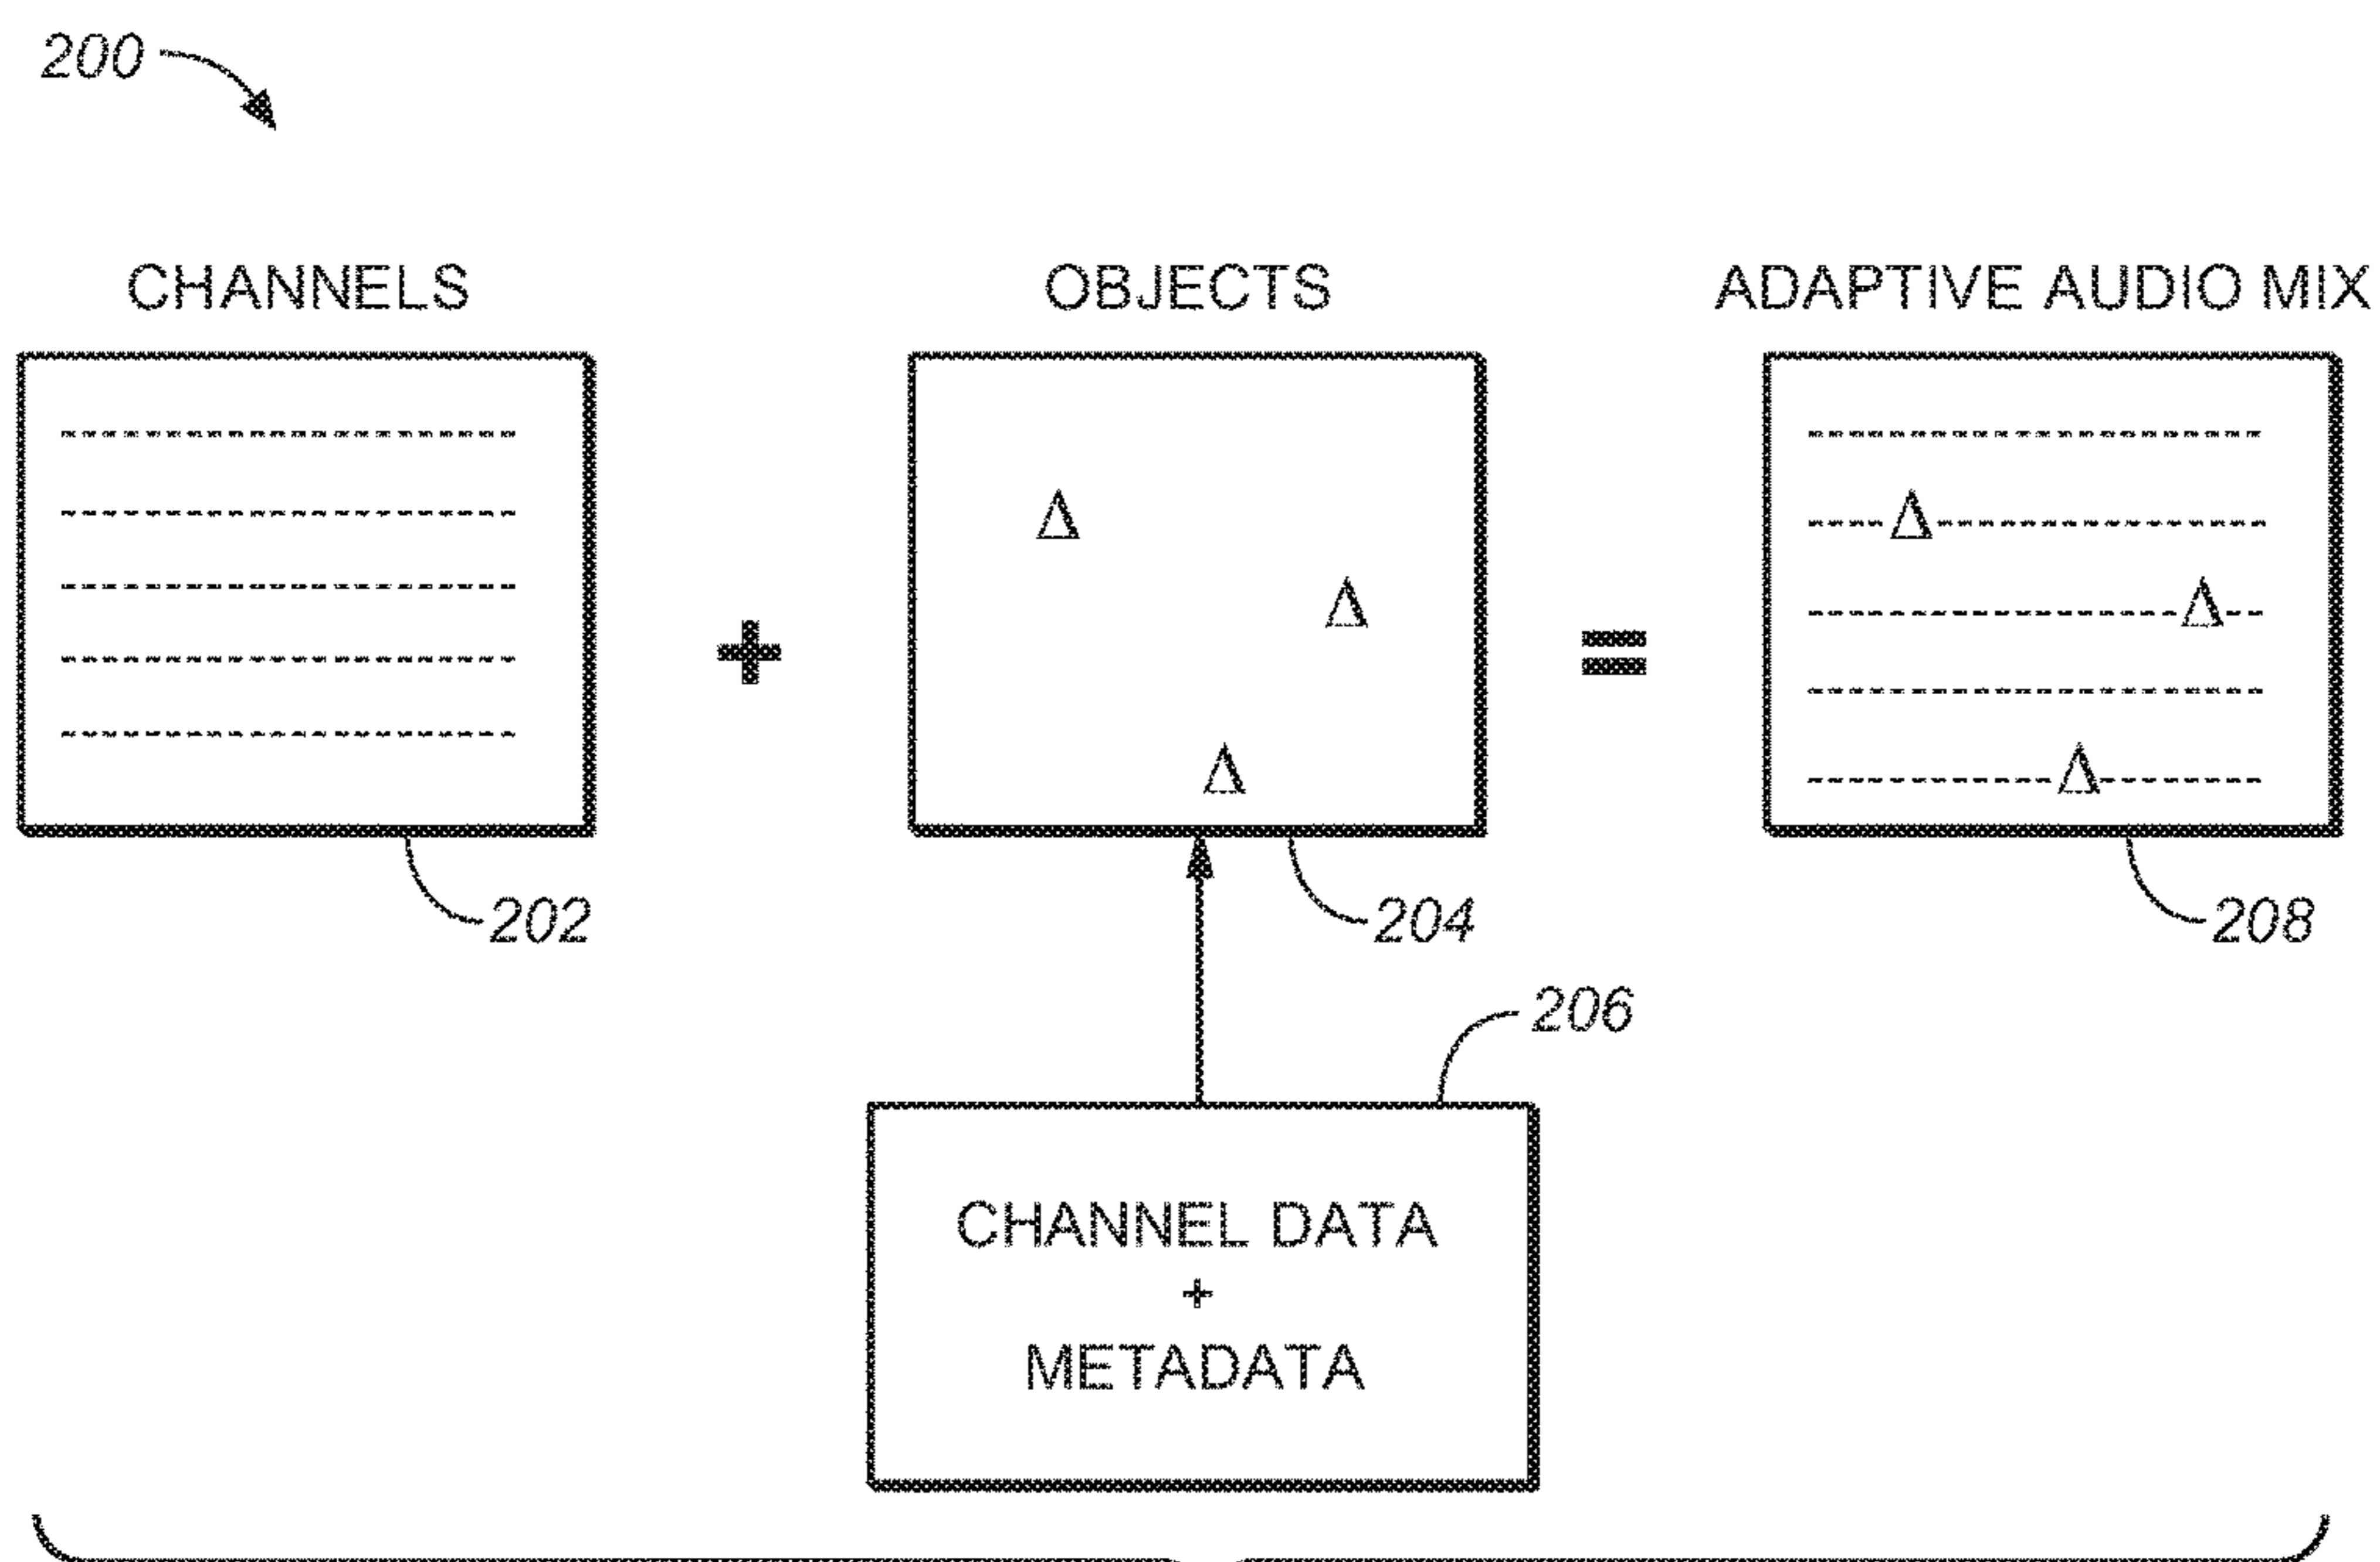 200
CHANNELS
OBJECTS
ADAPTIVE AUDIO MIX
Δ
Δ
Δ
Δ
Δ
Δ
+
=
202
204
208
206
CHANNEL DATA
+
METADATA